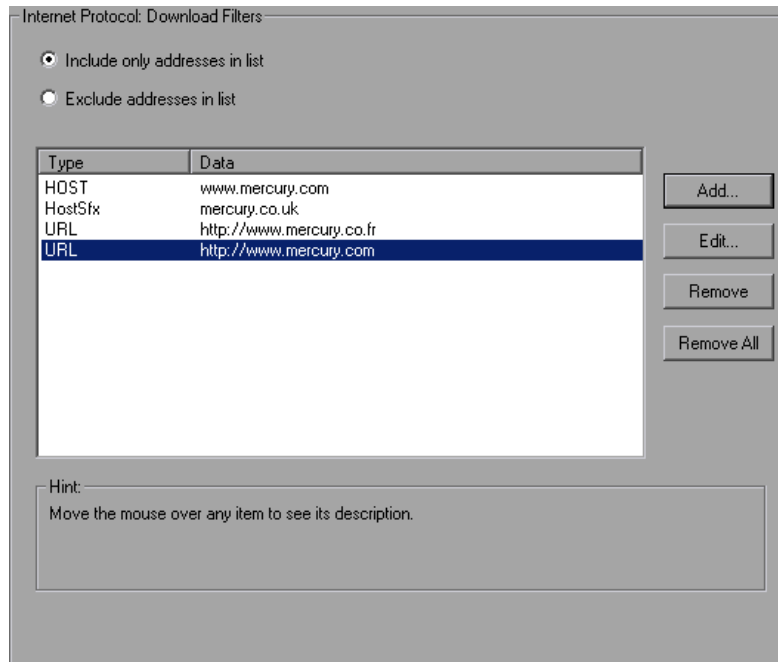 Internet Protocol: Download Filters
Include only addresses in list
Exclude addresses in list
Type Data
HOST www.mercury.com
HostSfx mercury.co.uk
URL http://www.mercury.co.fr
URL http://www.mercury.com
Add...
Edit...
Remove
Remove All
Hint:
Move the mouse over any item to see its description.